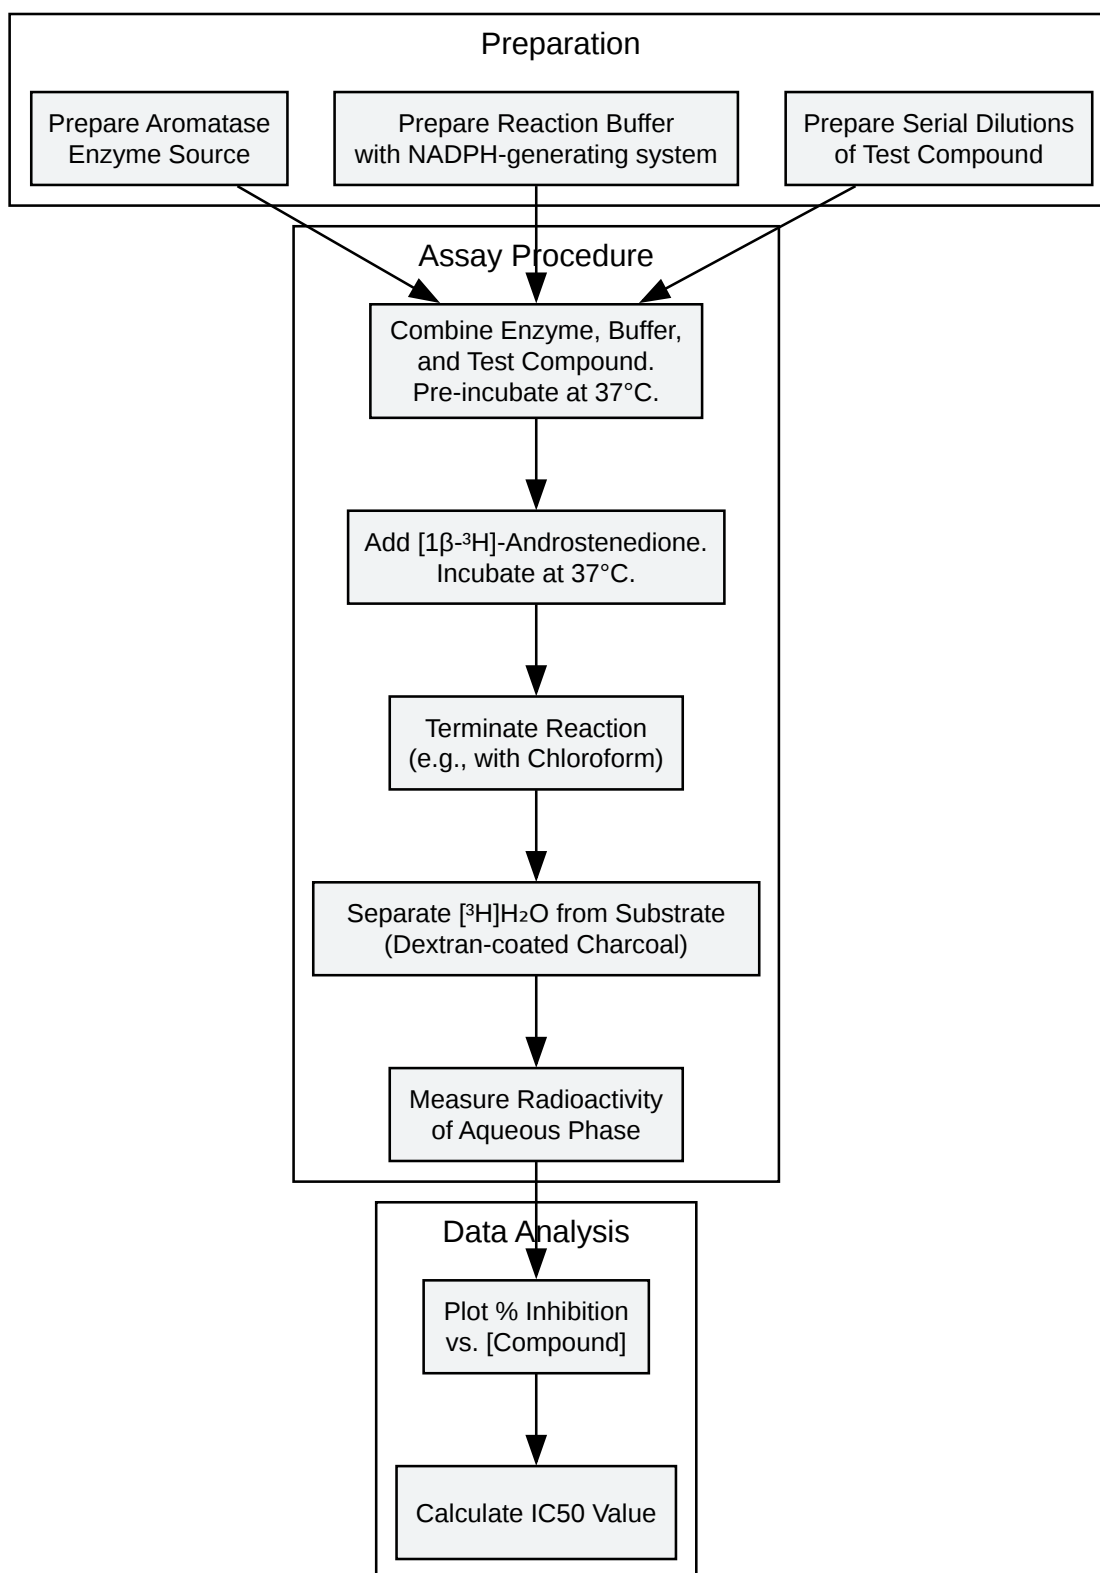 Preparation
Prepare Aromatase
Enzyme Source
Prepare Reaction Buffer
with NADPH-generating system
Prepare Serial Dilutions
of Test Compound
Assay Procedure
Combine Enzyme, Buffer,
and Test Compound.
Pre-incubate at 37°C.
Add [1β-³H]-Androstenedione.
Incubate at 37°C.
Terminate Reaction
(e.g., with Chloroform)
Separate [³H]H₂O from Substrate
(Dextran-coated Charcoal)
Measure Radioactivity
of Aqueous Phase
Data Analysis
Plot % Inhibition
vs. [Compound]
Calculate IC50 Value